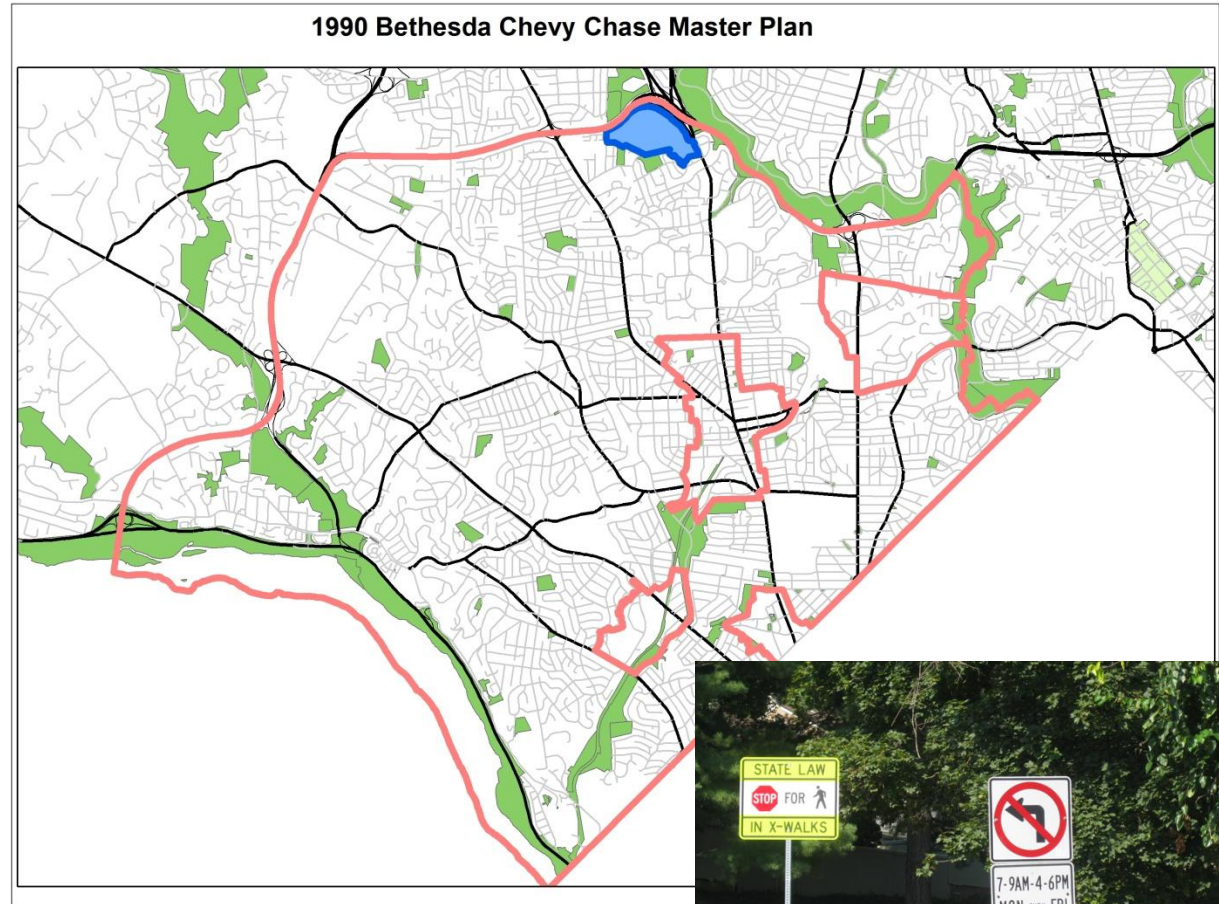 1990 Bethesda Chevy Chase Master Plan
STATE LAW
STOP FOR
IN X-WALKS
7-9AM-4-6PM